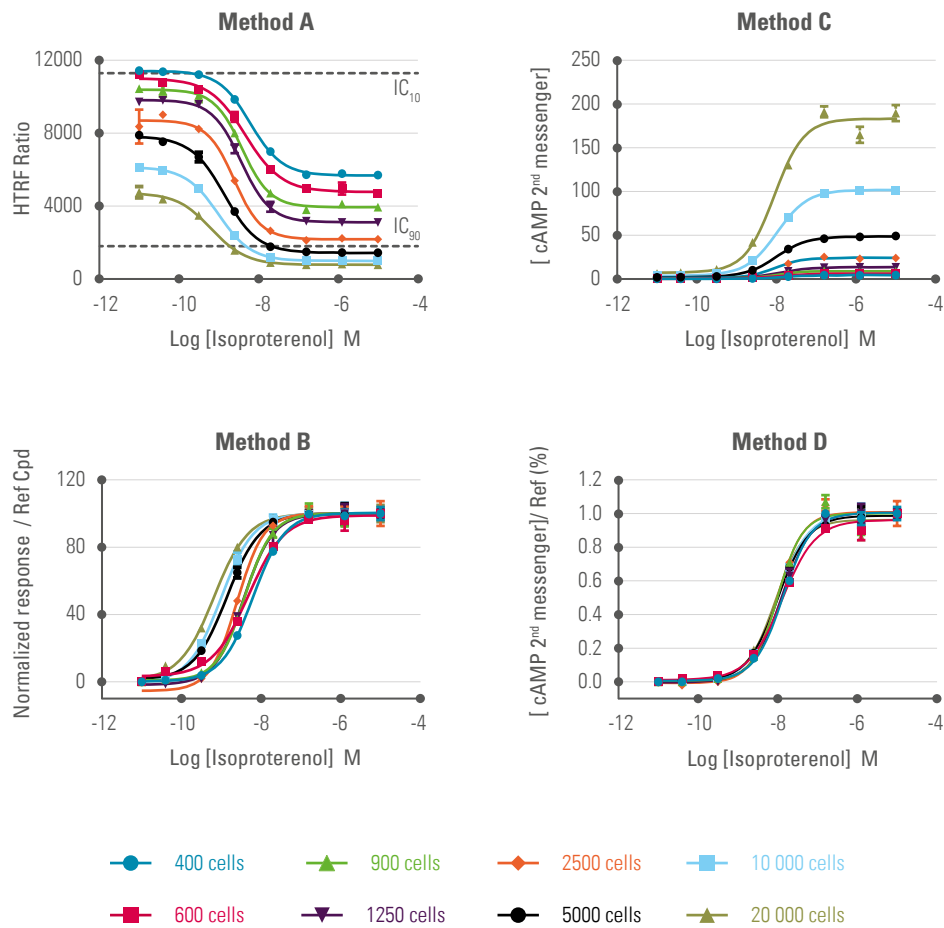 Method A
HTRF Ratio
12000
8000
4000
0
IC10
IC90
-12 -10 -8 -6 -4
Log [Isoproterenol] M
Method C
[ cAMP 2nd messenger]
250
200
150
100
50
0
-12 -10 -8 -6 -4
Log [Isoproterenol] M
Method B
Normalized response / Ref Cpd
120
80
40
0
-12 -10 -8 -6 -4
Log [Isoproterenol] M
Method D
[ cAMP 2nd messenger]/ Ref (%)
1.2
1.0
0.8
0.6
0.4
0.2
0.0
-12 -10 -8 -6 -4
Log [Isoproterenol] M
400 cells 900 cells 2500 cells 10 000 cells
600 cells 1250 cells 5000 cells 20 000 cells